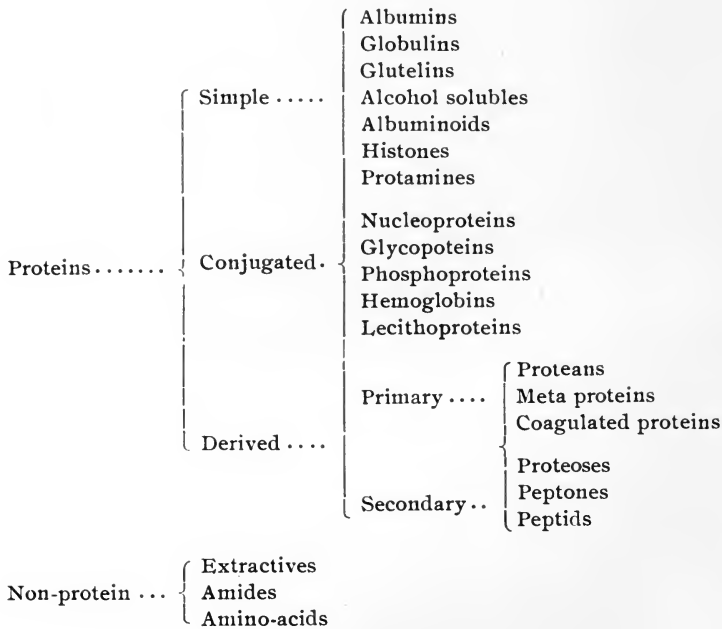 Albumins
Globulins
Glutelins
Simple ..... Alcohol solubles
Albuminoids
Histones
Protamines
Nucleoproteins
Glycopoteins
Proteins ....... Conjugated . Phosphoproteins
Hemoglobins
Lecithoproteins
Proteans
Primary .... Meta proteins
Coagulated proteins
Derived ....
Proteoses
Secondary .. Peptones
Peptids
Extractives
Non-protein ... Amides
Amino-acids